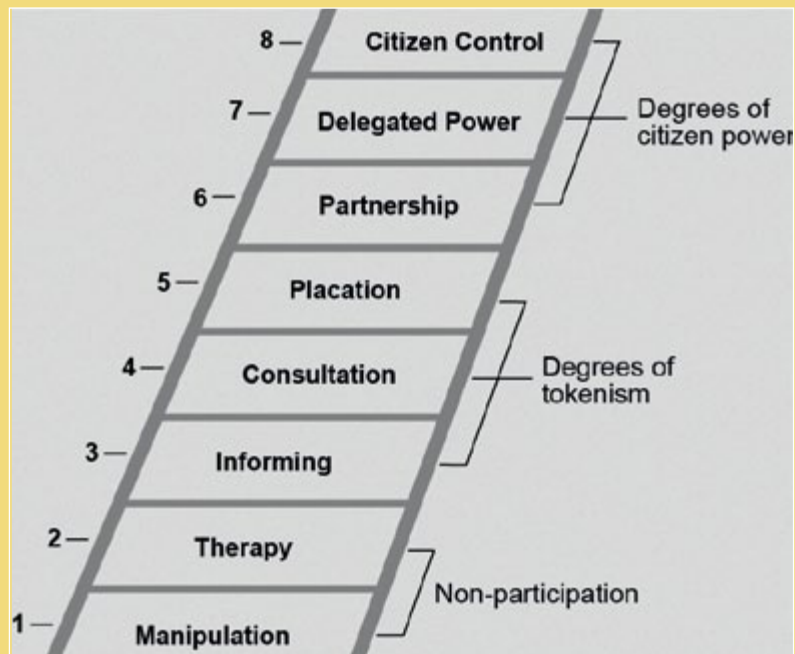 8 — Citizen Control
7 — Delegated Power
Degrees of
citizen power
6 — Partnership
5 — Placation
4 — Consultation
Degrees of
tokenism
3 — Informing
2 — Therapy
Non-participation
1 — Manipulation